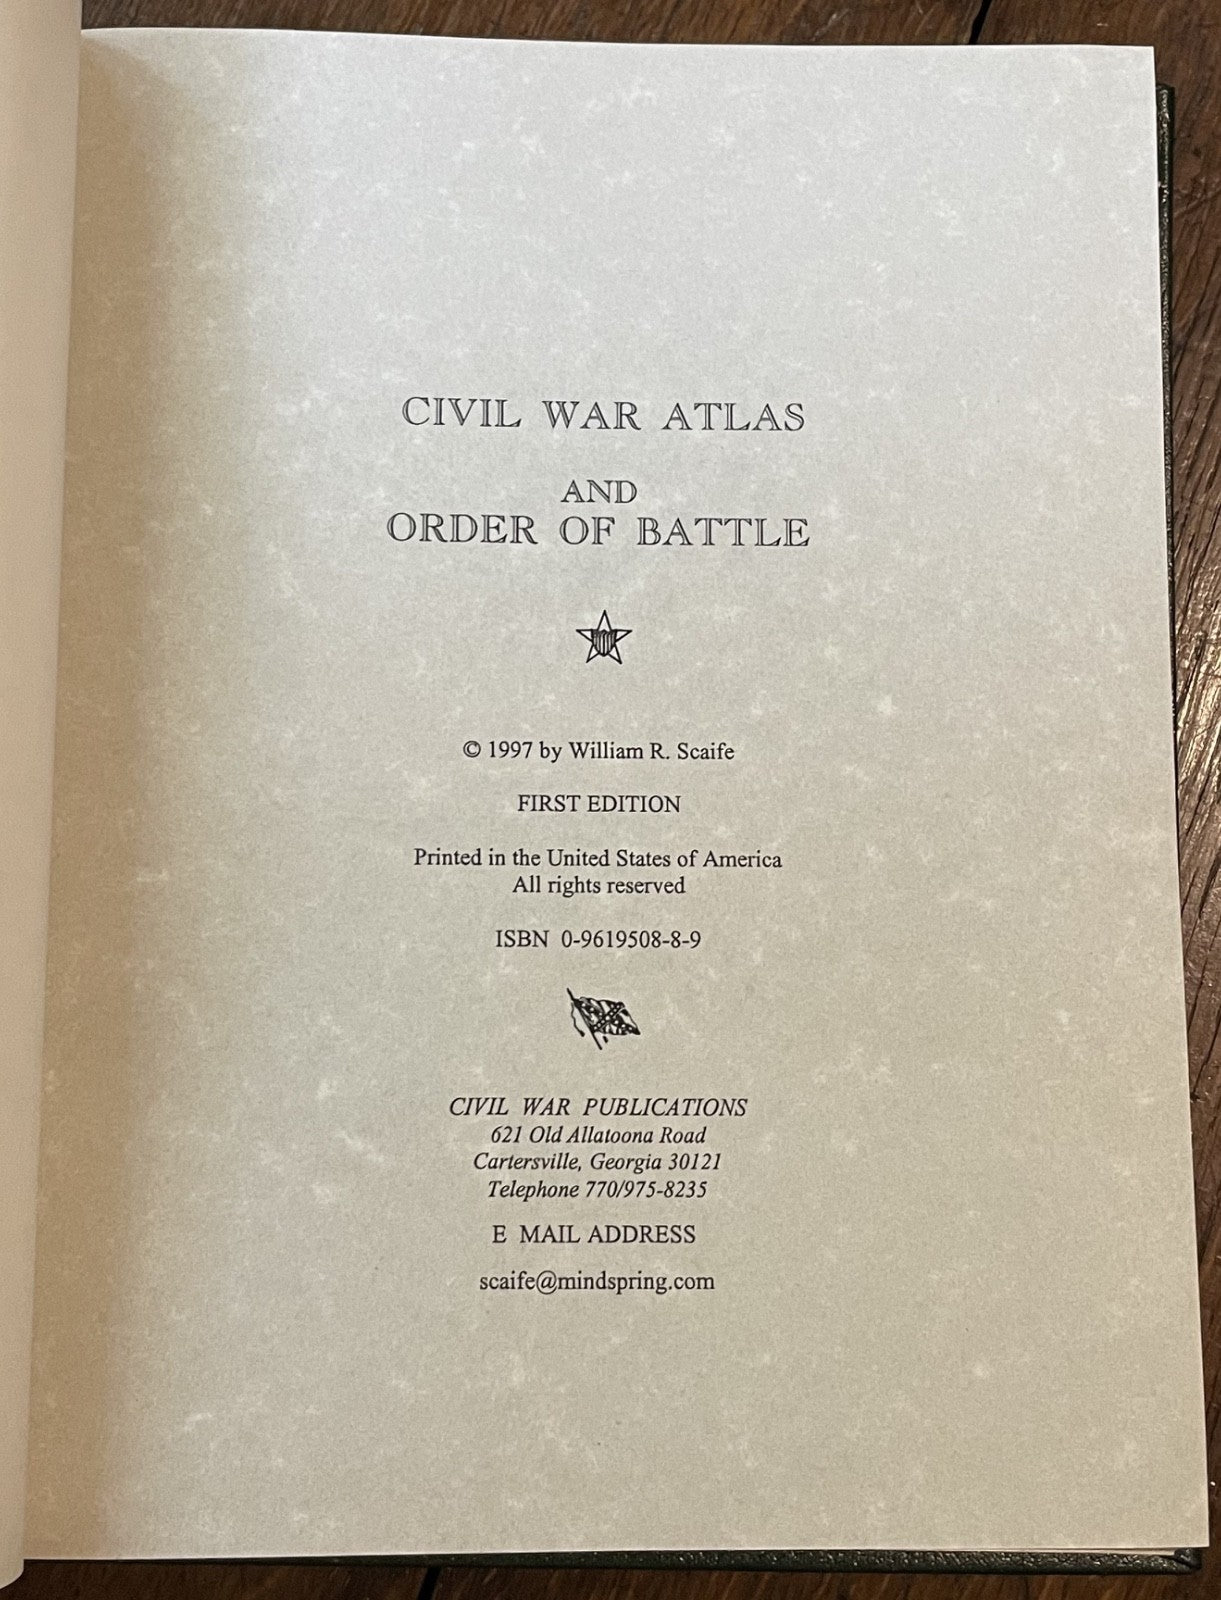 CIVIL WAR ATLAS
AND
ORDER OF BATTLE
© 1997 by William R. Scaife
FIRST EDITION
Printed in the United States of America
All rights reserved
ISBN 0-9619508-8-9
CIVIL WAR PUBLICATIONS
621 Old Allatoona Road
Cartersville, Georgia 30121
Telephone 770/975-8235
E MAIL ADDRESS
scaife@mindspring.com